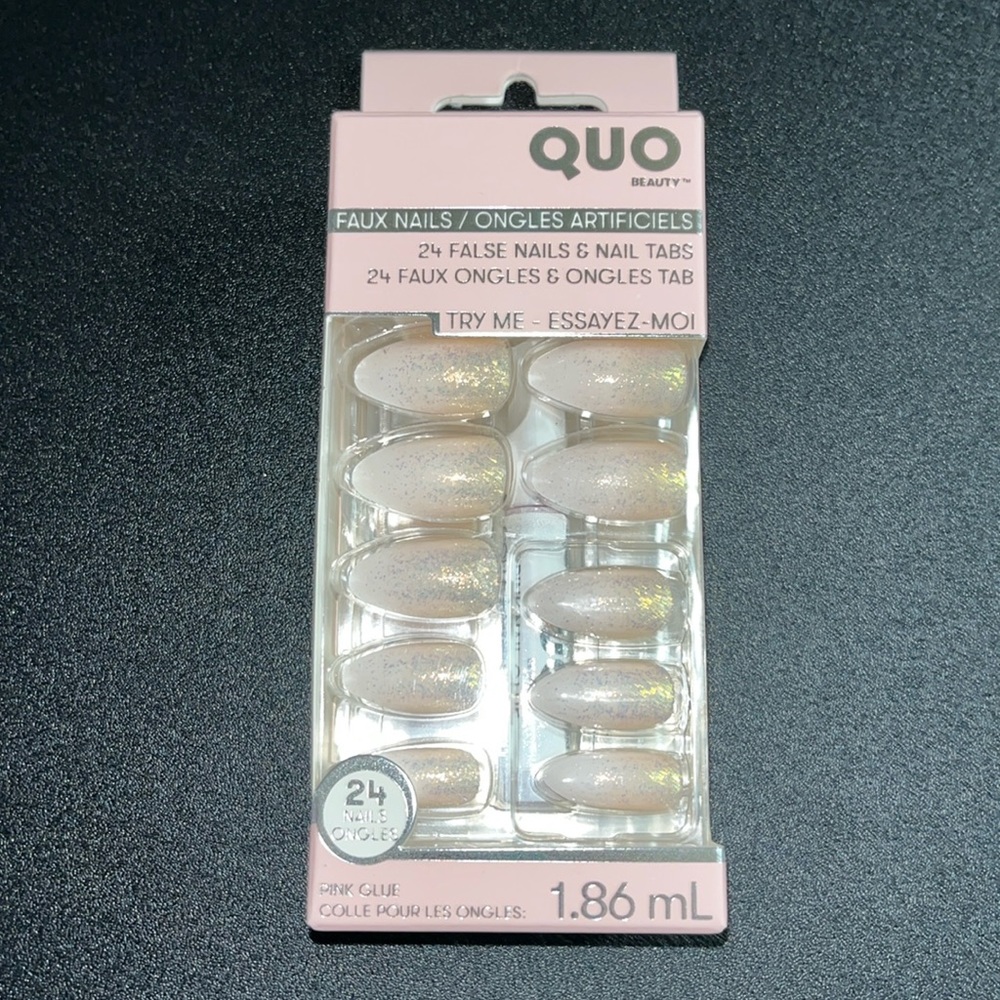 QUO
BEAUTY™
FAUX NAILS / ONGLES ARTIFICIELS
24 FALSE NAILS & NAIL TABS
24 FAUX ONGLES & ONGLES TAB
TRY ME - ESSAYEZ-MOI
24
NAILS
ONGLES
PINK GLUE
COLLE POUR LES ONGLES:
1.86 mL